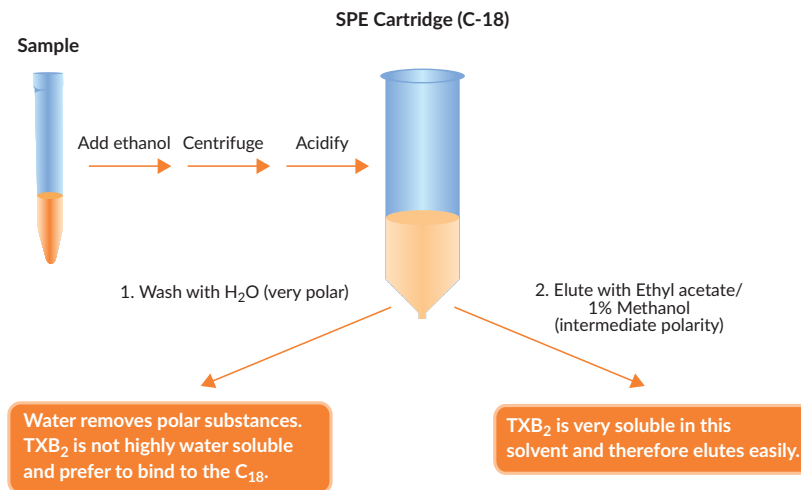 SPE Cartridge (C-18)
Sample
Add ethanol
Centrifuge
Acidify
1. Wash with H₂O (very polar)
2. Elute with Ethyl acetate/
1% Methanol
(intermediate polarity)
Water removes polar substances.
TXB₂ is not highly water soluble
and prefer to bind to the C₁₈.
TXB₂ is very soluble in this
solvent and therefore elutes easily.